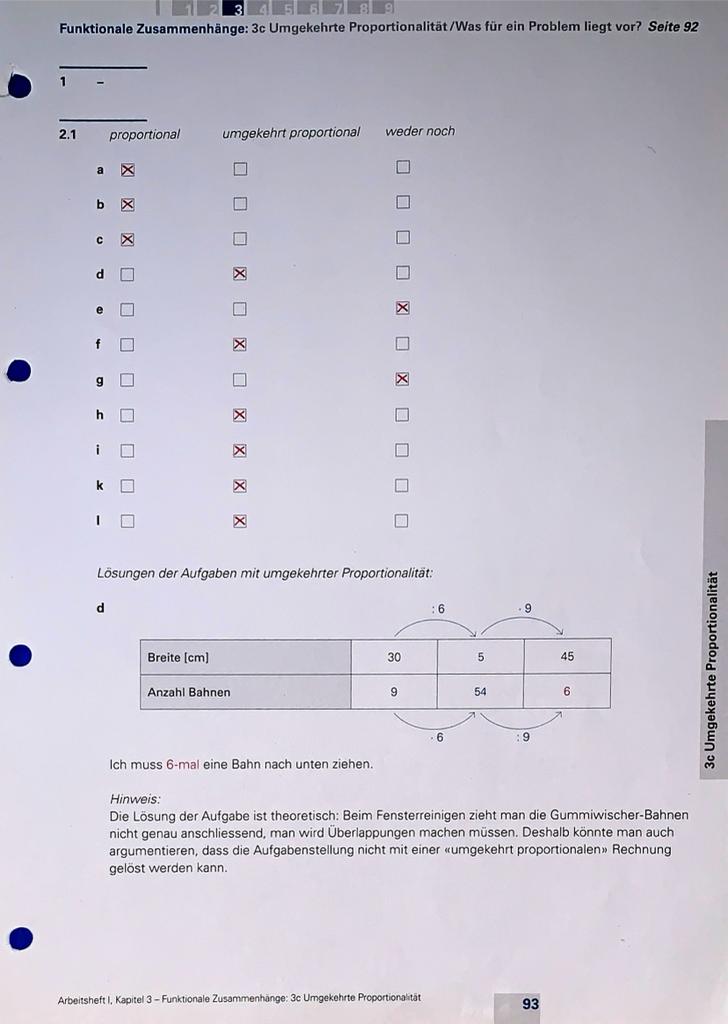 1 2 3 4 5 6 7 8 9
Funktionale Zusammenhänge: 3c Umgekehrte Proportionalität/Was für ein Problem liegt vor? Seite 92
1 –
2.1 proportional umgekehrt proportional weder noch
a
b
c
d
e
f
g
h
i
k
l
Lösungen der Aufgaben mit umgekehrter Proportionalität:
d
: 6 · 9
Breite [cm] 30 5 45
Anzahl Bahnen 9 54 6
· 6 : 9
Ich muss 6-mal eine Bahn nach unten ziehen.
Hinweis:
Die Lösung der Aufgabe ist theoretisch: Beim Fensterreinigen zieht man die Gummiwischer-Bahnen
nicht genau anschliessend, man wird Überlappungen machen müssen. Deshalb könnte man auch
argumentieren, dass die Aufgabenstellung nicht mit einer «umgekehrt proportionalen» Rechnung
gelöst werden kann.
3c Umgekehrte Proportionalität
Arbeitsheft I, Kapitel 3 – Funktionale Zusammenhänge: 3c Umgekehrte Proportionalität
93